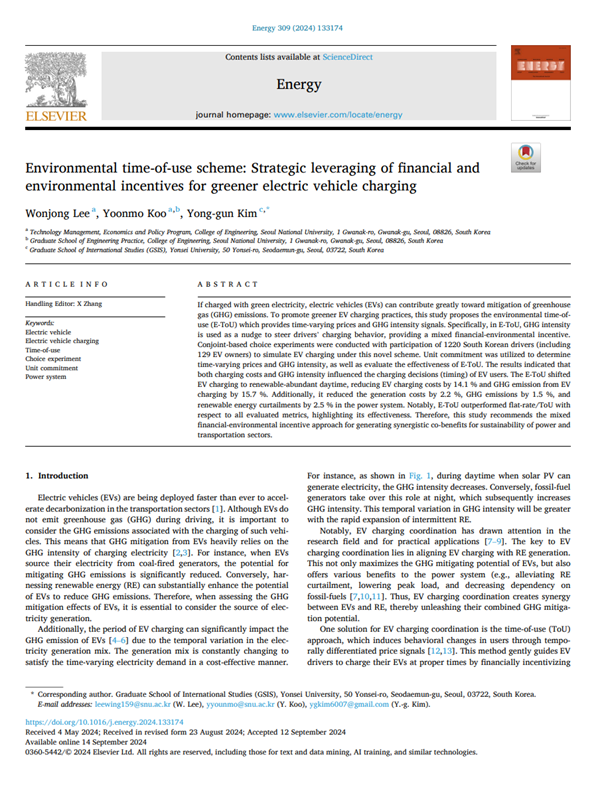 Energy 309 (2024) 133174
Contents lists available at ScienceDirect
Energy
journal homepage: www.elsevier.com/locate/energy
ELSEVIER
ENERGY
Check for
updates
Environmental time-of-use scheme: Strategic leveraging of financial and
environmental incentives for greener electric vehicle charging
Wonjong Lee a, Yoonmo Koo a,b, Yong-gun Kim c,*
a Technology Management, Economics and Policy Program, College of Engineering, Seoul National University, 1 Gwanak-ro, Gwanak-gu, Seoul, 08826, South Korea
b Graduate School of Engineering Practice, College of Engineering, Seoul National University, 1 Gwanak-ro, Gwanak-gu, Seoul, 08826, South Korea
c Graduate School of International Studies (GSIS), Yonsei University, 50 Yonsei-ro, Seodaemun-gu, Seoul, 03722, South Korea
ARTICLE INFO
Handling Editor: X Zhang
Keywords:
Electric vehicle
Electric vehicle charging
Time-of-use
Choice experiment
Unit commitment
Power system
ABSTRACT
If charged with green electricity, electric vehicles (EVs) can contribute greatly toward mitigation of greenhouse
gas (GHG) emissions. To promote greener EV charging practices, this study proposes the environmental time-of-
use (E-ToU) which provides time-varying prices and GHG intensity signals. Specifically, in E-ToU, GHG intensity
is used as a nudge to steer drivers' charging behavior, providing a mixed financial-environmental incentive.
Conjoint-based choice experiments were conducted with participation of 1220 South Korean drivers (including
129 EV owners) to simulate EV charging under this novel scheme. Unit commitment was utilized to determine
time-varying prices and GHG intensity, as well as evaluate the effectiveness of E-ToU. The results indicated that
both charging costs and GHG intensity influenced the charging decisions (timing) of EV users. The E-ToU shifted
EV charging to renewable-abundant daytime, reducing EV charging costs by 14.1 % and GHG emission from EV
charging by 15.7 %. Additionally, it reduced the generation costs by 2.2 %, GHG emissions by 1.5 %, and
renewable energy curtailments by 2.5 % in the power system. Notably, E-ToU outperformed flat-rate/ToU with
respect to all evaluated metrics, highlighting its effectiveness. Therefore, this study recommends the mixed
financial-environmental incentive approach for generating synergistic co-benefits for sustainability of power and
transportation sectors.
1. Introduction
Electric vehicles (EVs) are being deployed faster than ever to accel-
erate decarbonization in the transportation sectors [1]. Although EVs do
not emit greenhouse gas (GHG) during driving, it is important to
consider the GHG emissions associated with the charging of such vehi-
cles. This means that GHG mitigation from EVs heavily relies on the
GHG intensity of charging electricity [2,3]. For instance, when EVs
source their electricity from coal-fired generators, the potential for
mitigating GHG emissions is significantly reduced. Conversely, har-
nessing renewable energy (RE) can substantially enhance the potential
of EVs to reduce GHG emissions. Therefore, when assessing the GHG
mitigation effects of EVs, it is essential to consider the source of elec-
tricity generation.
Additionally, the period of EV charging can significantly impact the
GHG emission of EVs [4–6] due to the temporal variation in the elec-
tricity generation mix. The generation mix is constantly changing to
satisfy the time-varying electricity demand in a cost-effective manner.
For instance, as shown in Fig. 1, during daytime when solar PV can
generate electricity, the GHG intensity decreases. Conversely, fossil-fuel
generators take over this role at night, which subsequently increases
GHG intensity. This temporal variation in GHG intensity will be greater
with the rapid expansion of intermittent RE.
Notably, EV charging coordination has drawn attention in the
research field and for practical applications [7–9]. The key to EV
charging coordination lies in aligning EV charging with RE generation.
This not only maximizes the GHG mitigating potential of EVs, but also
offers various benefits to the power system (e.g., alleviating RE
curtailment, lowering peak load, and decreasing dependency on
fossil-fuels [7,10,11]. Thus, EV charging coordination creates synergy
between EVs and RE, thereby unleashing their combined GHG mitiga-
tion potential.
One solution for EV charging coordination is the time-of-use (ToU)
approach, which induces behavioral changes in users through tempo-
rally differentiated price signals [12,13]. This method gently guides EV
drivers to charge their EVs at proper times by financially incentivizing
* Corresponding author. Graduate School of International Studies (GSIS), Yonsei University, 50 Yonsei-ro, Seodaemun-gu, Seoul, 03722, South Korea.
E-mail addresses: leewing159@snu.ac.kr (W. Lee), yyounmo@snu.ac.kr (Y. Koo), ygkim6007@gmail.com (Y.-g. Kim).
https://doi.org/10.1016/j.energy.2024.133174
Received 4 May 2024; Received in revised form 23 August 2024; Accepted 12 September 2024
Available online 14 September 2024
0360-5442/© 2024 Elsevier Ltd. All rights are reserved, including those for text and data mining, AI training, and similar technologies.